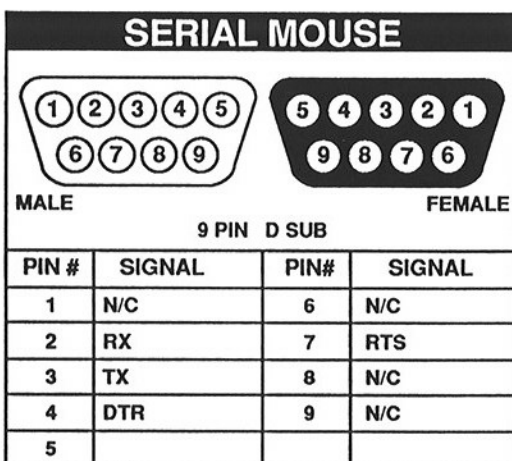 SERIAL MOUSE
1 2 3 4 5 5 4 3 2 1
6 7 8 9 9 8 7 6
MALE FEMALE
9 PIN D SUB
PIN # SIGNAL PIN# SIGNAL
1 N/C 6 N/C
2 RX 7 RTS
3 TX 8 N/C
4 DTR 9 N/C
5